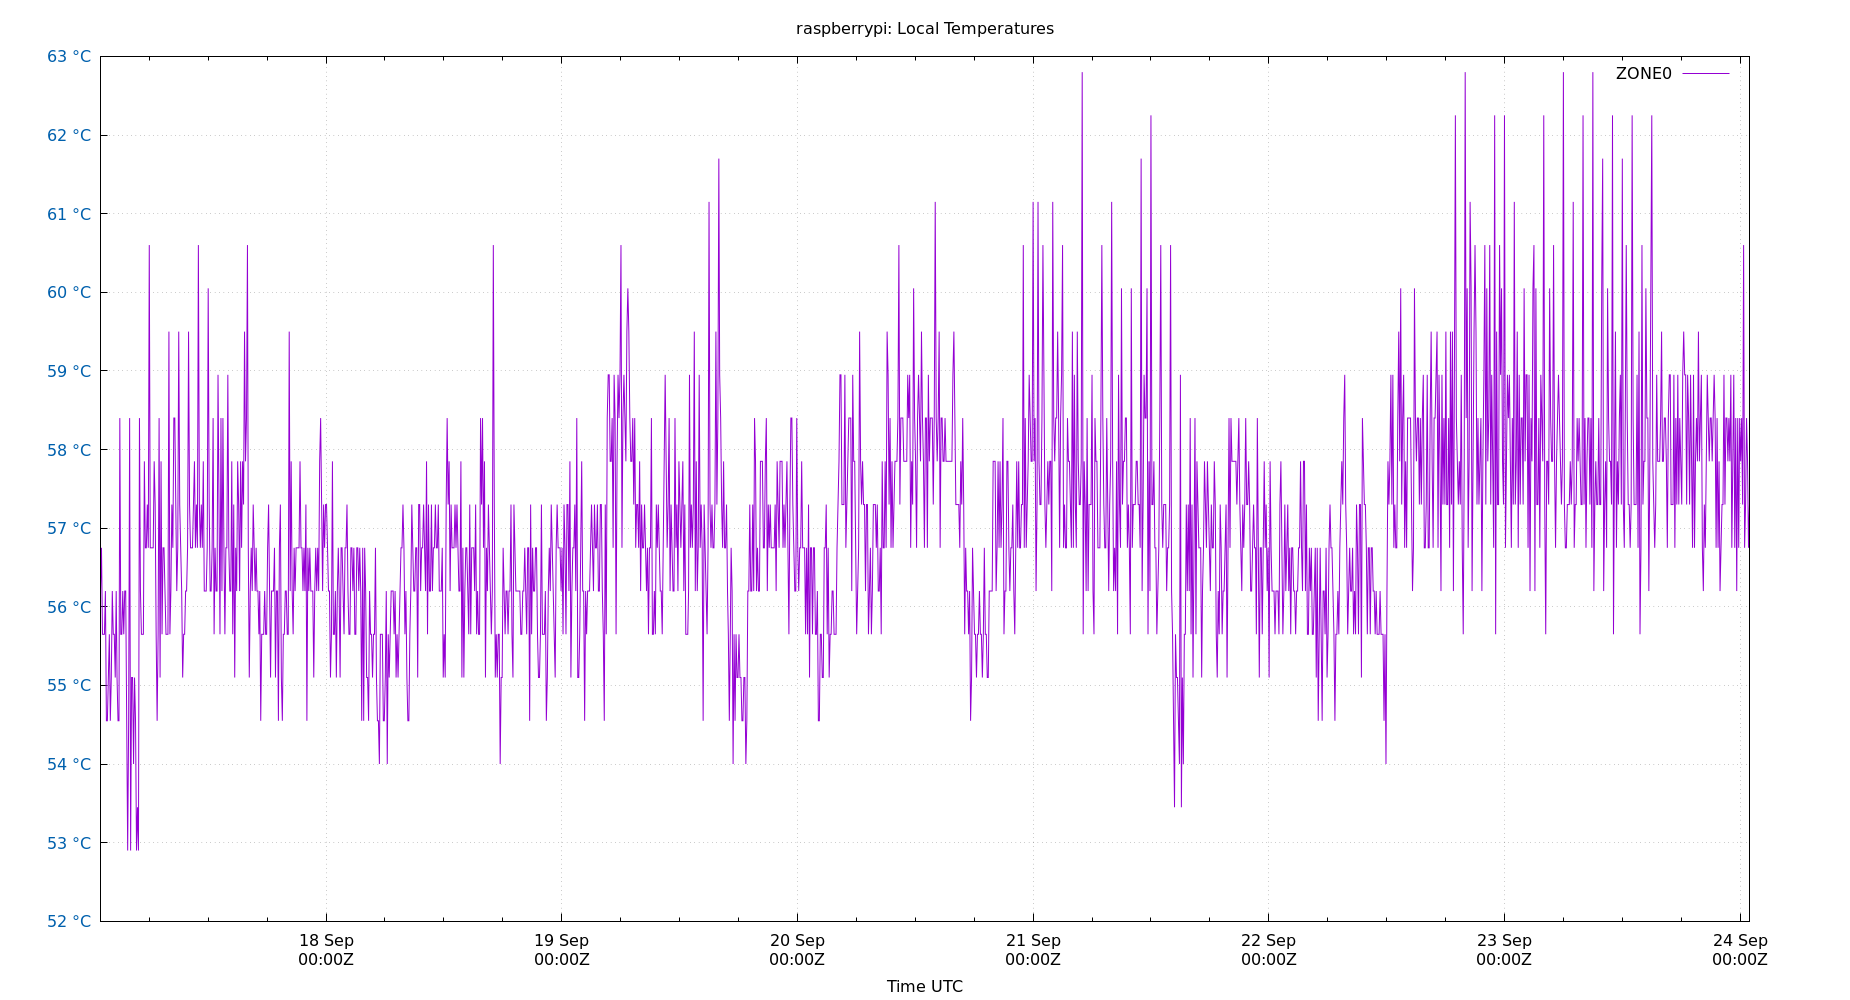 raspberrypi: Local Temperatures
63 °C
ZONE0
62 °C
61 °C
60 °C
59 °C
58 °C
57 °C
56 °C
55 °C
54 °C
53 °C
52 °C
18 Sep 19 Sep 20 Sep 21 Sep 22 Sep 23 Sep 24 Sep
00:00Z 00:00Z 00:00Z 00:00Z 00:00Z 00:00Z 00:00Z
Time UTC